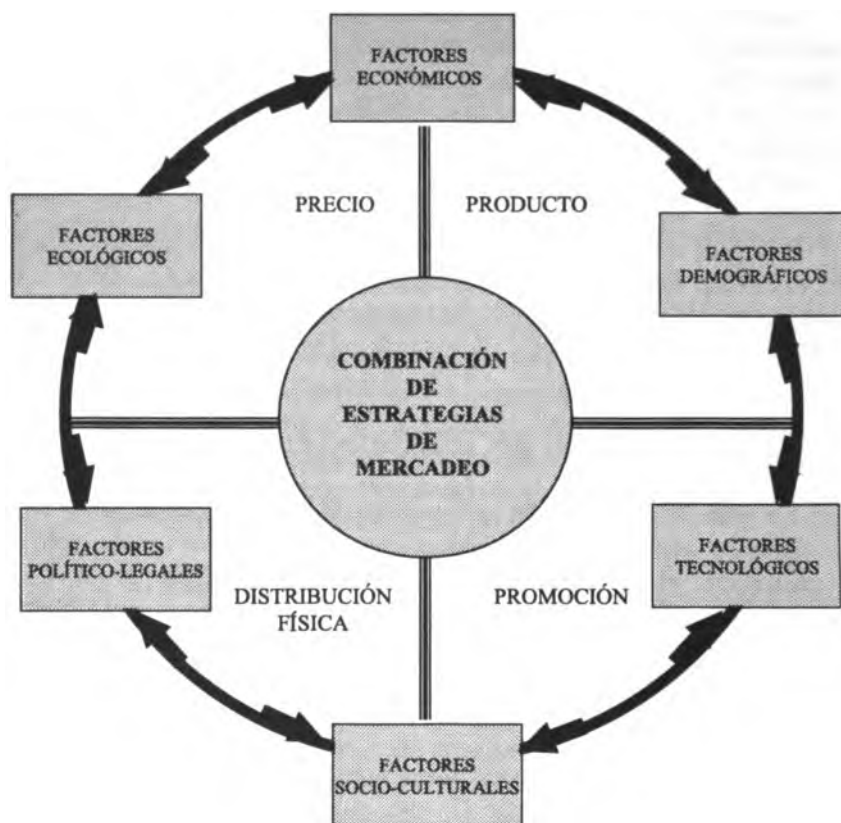 FACTORES
ECONÓMICOS
PRECIO
PRODUCTO
FACTORES
ECOLÓGICOS
FACTORES
DEMOGRÁFICOS
COMBINACIÓN
DE
ESTRATEGIAS
DE
MERCADEO
FACTORES
POLÍTICO-LEGALES
FACTORES
TECNOLÓGICOS
DISTRIBUCIÓN
FÍSICA
PROMOCIÓN
FACTORES
SOCIO-CULTURALES